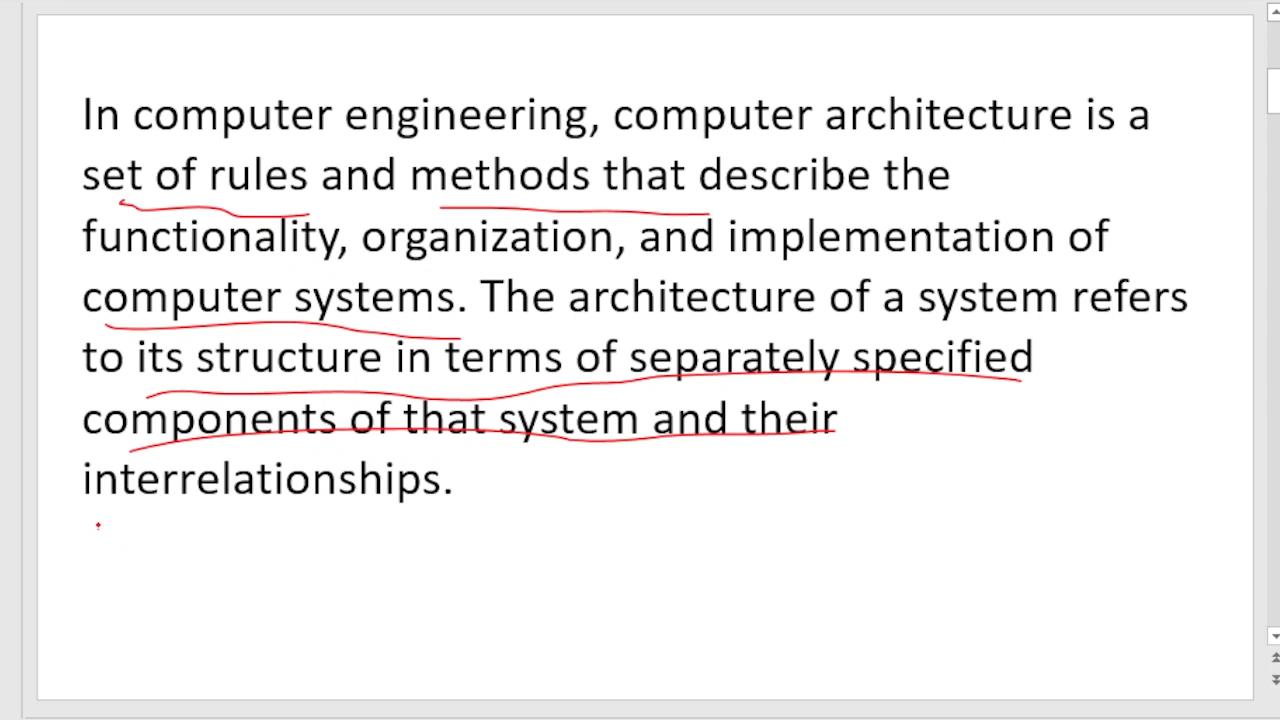 In computer engineering, computer architecture is a
set of rules and methods that describe the
functionality, organization, and implementation of
computer systems. The architecture of a system refers
to its structure in terms of separately specified
components of that system and their
interrelationships.